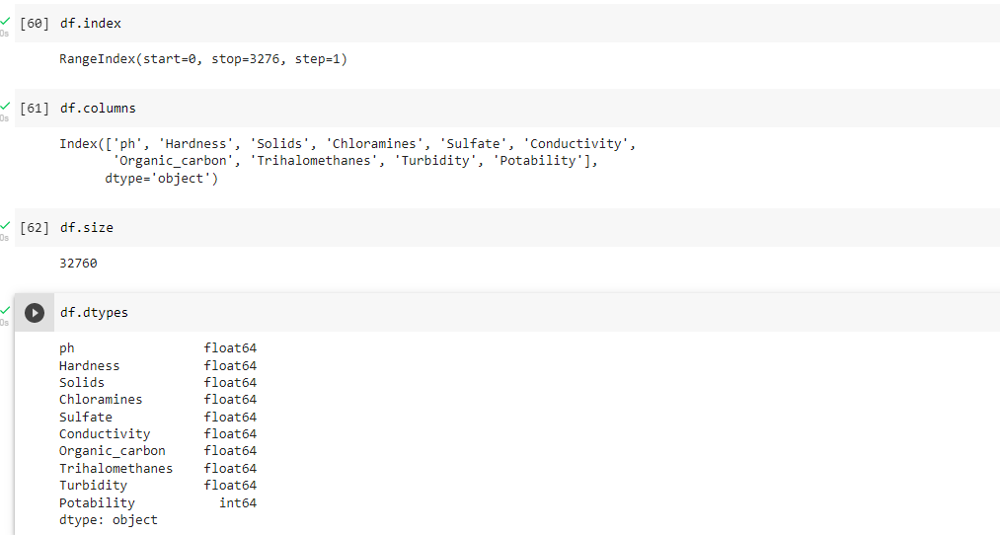 [60] df.index
0s
RangeIndex(start=0, stop=3276, step=1)
[61] df.columns
0s
Index(['ph', 'Hardness', 'Solids', 'Chloramines', 'Sulfate', 'Conductivity',
'Organic_carbon', 'Trihalomethanes', 'Turbidity', 'Potability'],
dtype='object')
[62] df.size
0s
32760
df.dtypes
0s
ph float64
Hardness float64
Solids float64
Chloramines float64
Sulfate float64
Conductivity float64
Organic_carbon float64
Trihalomethanes float64
Turbidity float64
Potability int64
dtype: object